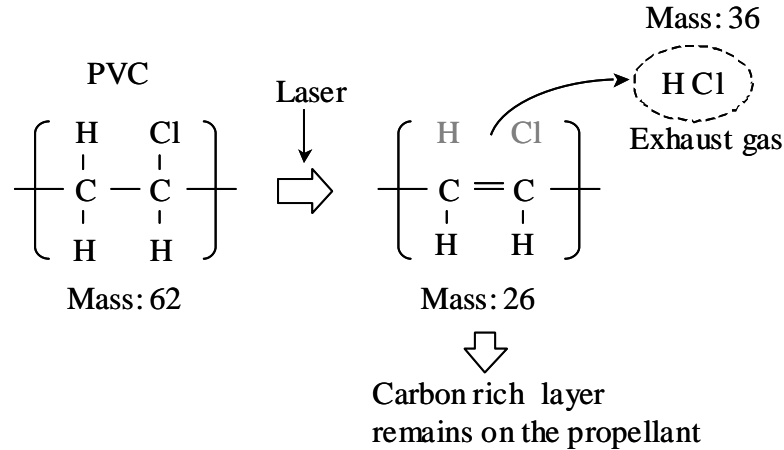 Mass: 36
PVC
H Cl
Laser
Exhaust gas
H Cl
H Cl
C C
C C
H H
H H
Mass: 62
Mass: 26
Carbon rich layer
remains on the propellant